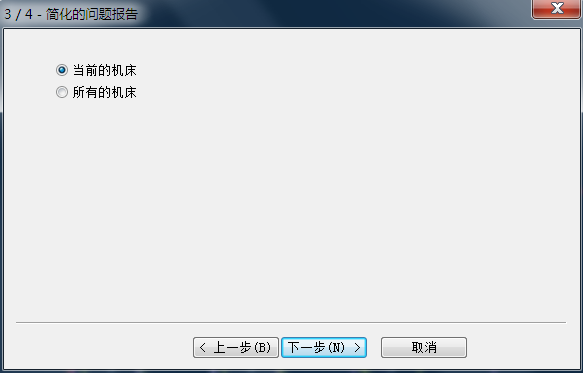 3 / 4 - 简化的问题报告
当前的机床
所有的机床
< 上一步(B)
下一步(N) >
取消